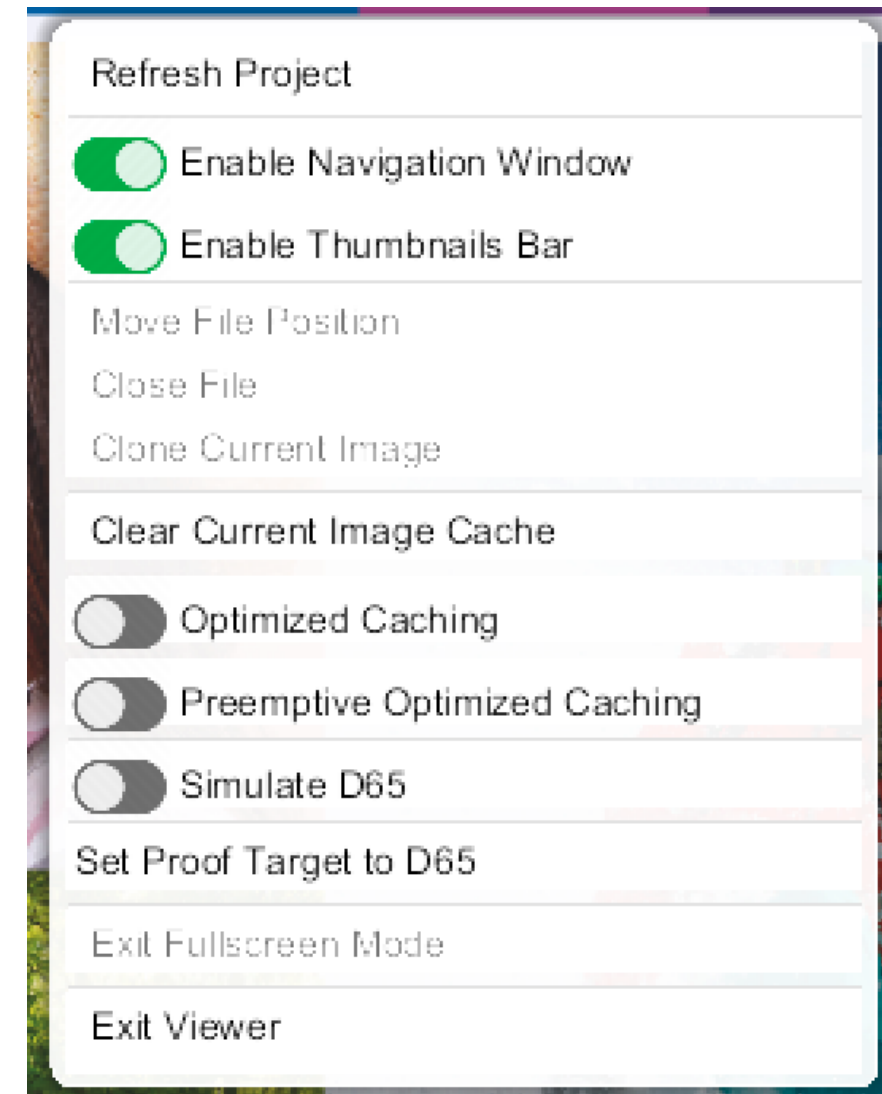 Refresh Project
Enable Navigation Window
Enable Thumbnails Bar
Move File Position
Close File
Clone Current Image
Clear Current Image Cache
Optimized Caching
Preemptive Optimized Caching
Simulate D65
Set Proof Target to D65
Exit Fullscreen Mode
Exit Viewer